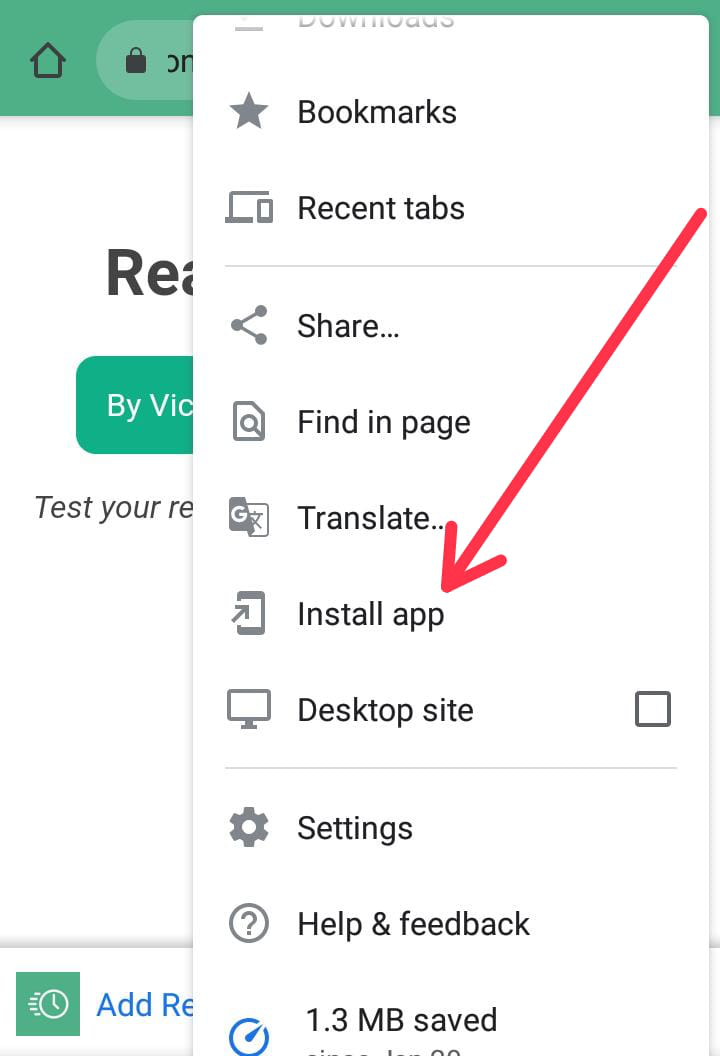 Downloads
on
Bookmarks
Recent tabs
Rea
Share...
By Vic
Find in page
Test your re
Translate..
Install app
Desktop site
Settings
Help & feedback
Add Re
1.3 MB saved
since Jan 20